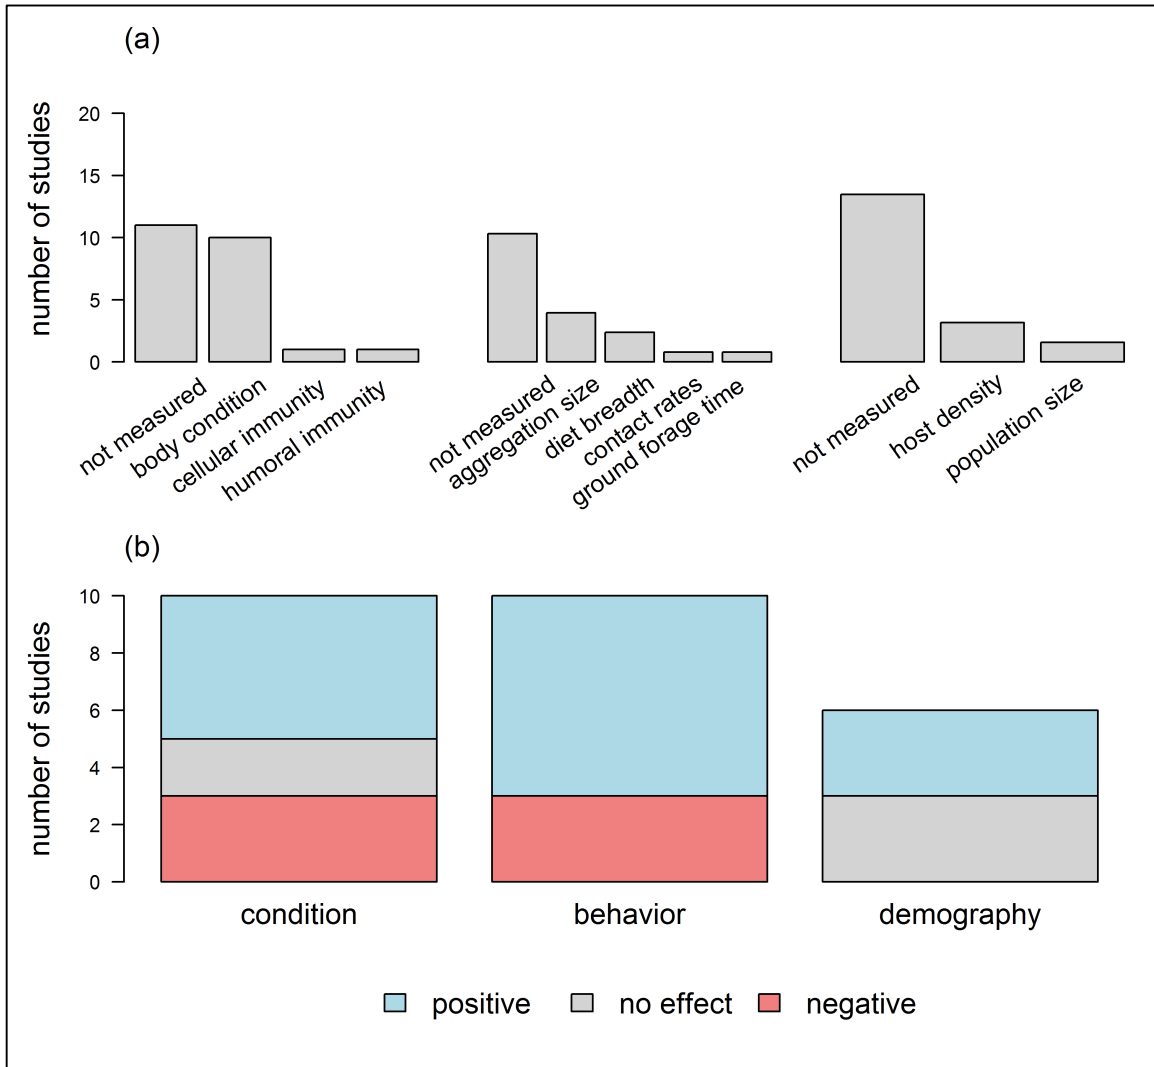 (a)
number of studies
20
15
10
5
0
not measured
body condition
cellular immunity
humoral immunity
not measured
aggregation size
diet breadth
contact rates
ground forage time
not measured
host density
population size
(b)
number of studies
10
8
6
4
2
0
condition
behavior
demography
positive
no effect
negative